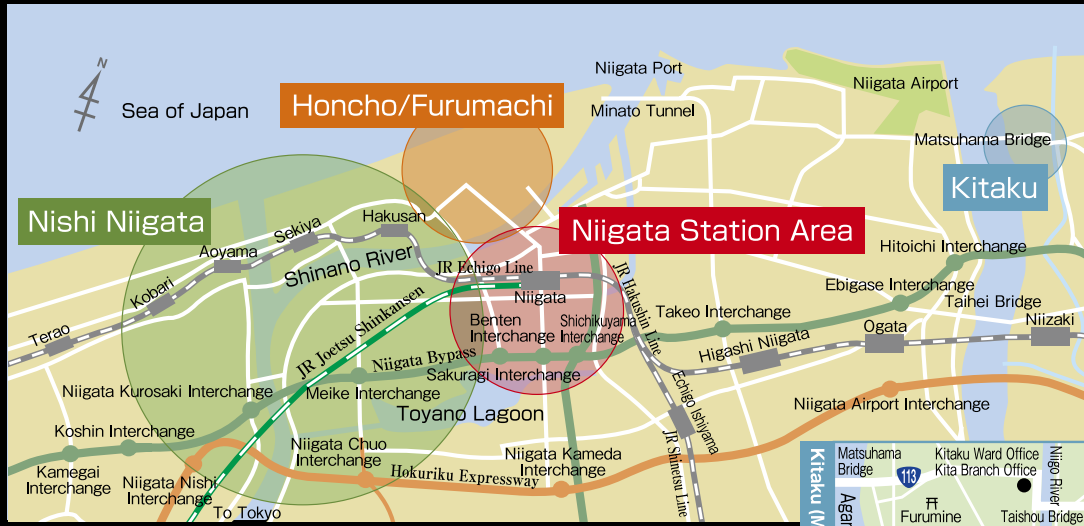 N
Sea of Japan
Niigata Port
Minato Tunnel
Niigata Airport
Honcho/Furumachi
Matsuhama Bridge
Kitaku
Nishi Niigata
Hakusan
Sekiya
Aoyama
Kobari
Terao
Shinano River
Niigata Station Area
JR Echigo Line
Niigata
JR Hakushin Line
JR Joetsu Shinkansen
Hitoichi Interchange
Ebigase Interchange
Taihei Bridge
Niizaki
Takeo Interchange
Ogata
Higashi Niigata
Benten
Interchange
Shichikuyama
Interchange
Niigata Bypass
Sakuragi Interchange
Meike Interchange
Niigata Kurosaki Interchange
Toyano Lagoon
Echigo Ishiyama
JR Shinetsu Line
Niigata Airport Interchange
Koshin Interchange
Kamegai
Interchange
Niigata Nishi
Interchange
Niigata Chuo
Interchange
Hokuriku Expressway
Niigata Kameda
Interchange
To Tokyo
Kitaku (M
Matsuhama
Bridge
Agar
113
Kitaku Ward Office
Kita Branch Office
Furumine
Niigo River
Taishou Bridge